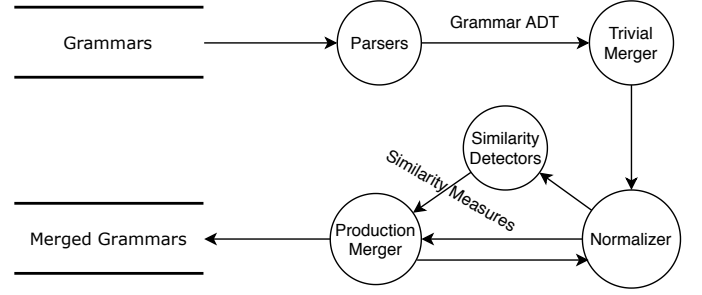 Grammars
Parsers
Grammar ADT
Trivial
Merger
Similarity
Detectors
Similarity Measures
Merged Grammars
Production
Merger
Normalizer